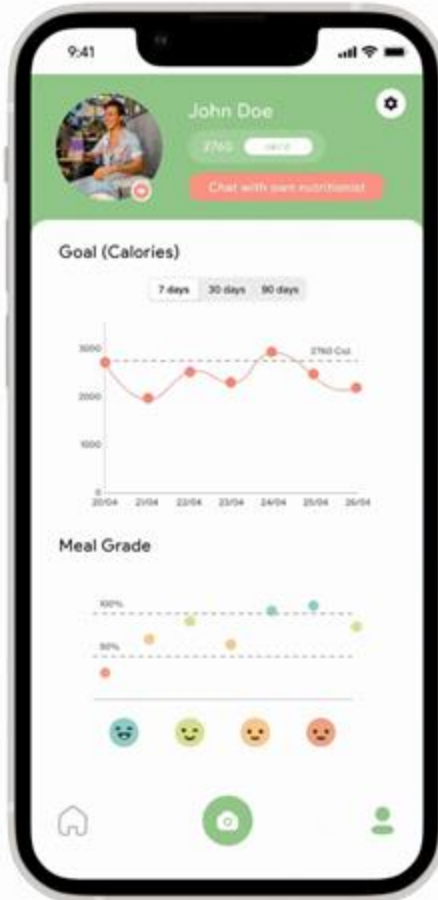 9:41
John Doe
2760
Chat with own nutritionist
Goal (Calories)
7 days 30 days 90 days
3000
2760 Cal.
2000
1000
0
20/04 21/04 22/04 23/04 24/04 25/04 26/04
Meal Grade
100%
50%